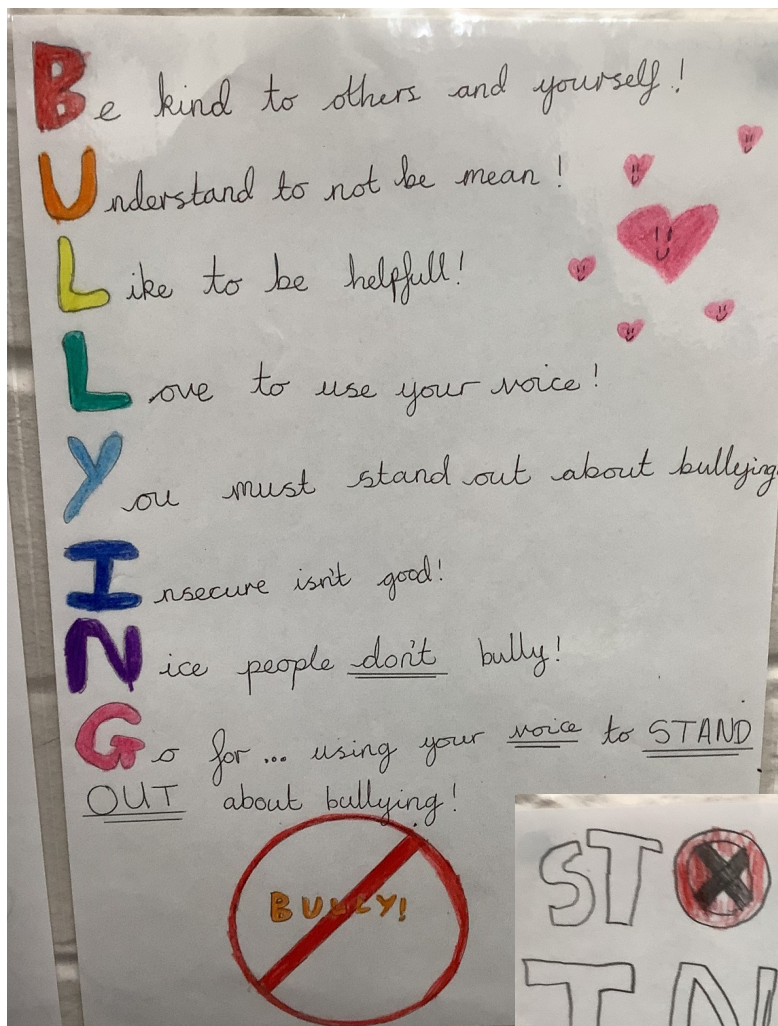 Be kind to others and yourself!
Understand to not be mean!
Like to be helpfull!
Love to use your voice!
You must stand out about bullying
Insecure isn't good!
Nice people don't bully!
Go for... using your voice to STAND
OUT about bullying!
BULLY!
ST
IN